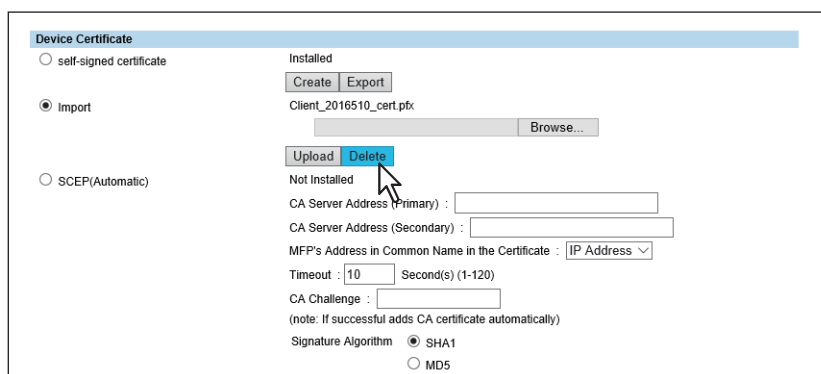 Device Certificate
self-signed certificate Installed
Create Export
Import Client_2016510_cert.pfx
Browse...
Upload Delete
SCEP(Automatic) Not Installed
CA Server Address (Primary) :
CA Server Address (Secondary) :
MFP's Address in Common Name in the Certificate : IP Address
Timeout : 10 Second(s) (1-120)
CA Challenge :
(note: If successful adds CA certificate automatically)
Signature Algorithm SHA1
MD5